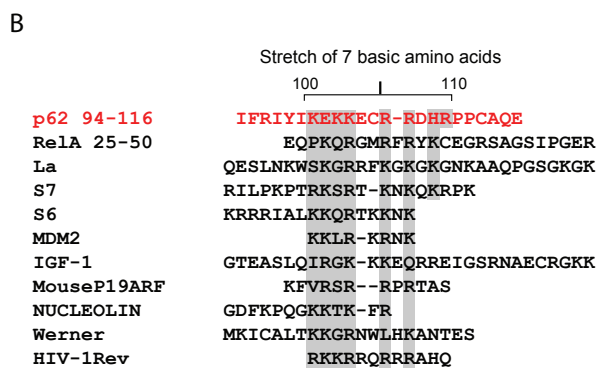 B
Stretch of 7 basic amino acids
100 110
p62 94-116 IFRIYIKEKKECR-RDHRPPCAQE
RelA 25-50 EQPKQRGMRFRYKCEGRSAGSIPGER
La QESLNKWSKGRRFKGKGKGNKAAQPGSGKGK
S7 RILPKPTRKSRT-KNKQKRPK
S6 KRRRIALKKQRTKKNK
MDM2 KKLR-KRNK
IGF-1 GTEASLQIRGK-KKEQRREIGSRNAECRGKK
MouseP19ARF KFVRSR--RPRTAS
NUCLEOLIN GDFKPQGKKTK-FR
Werner MKICALTKKGRNWLHKANTES
HIV-1Rev RKKRRQRRRAHQ